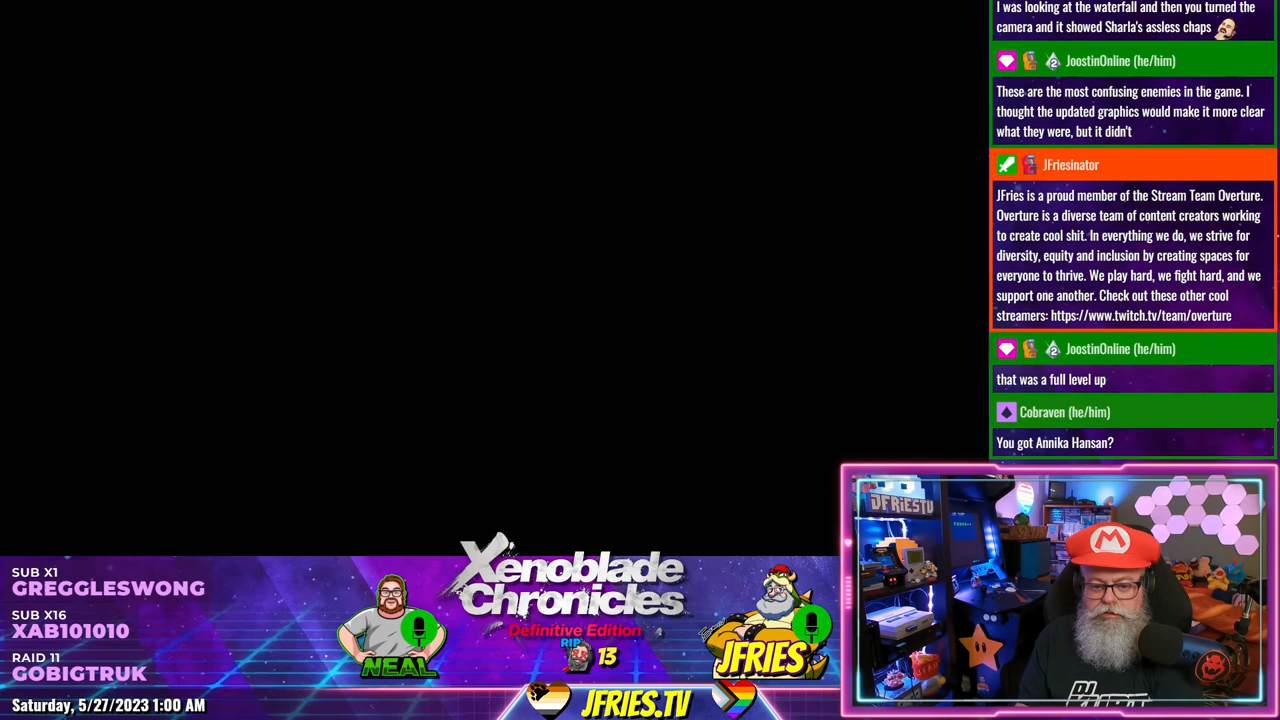 I was looking at the waterfall and then you turned the
camera and it showed Sharla's assless chaps
JoostinOnline (he/him)
These are the most confusing enemies in the game. I
thought the updated graphics would make it more clear
what they were, but it didn't
JFriesinator
JFries is a proud member of the Stream Team Overture.
Overture is a diverse team of content creators working
to create cool shit. In everything we do, we strive for
diversity, equity and inclusion by creating spaces for
everyone to thrive. We play hard, we fight hard, and we
support one another. Check out these other cool
streamers: https://www.twitch.tv/team/overture
JoostinOnline (he/him)
that was a full level up
Cobraven (he/him)
You got Annika Hansan?
JFRIESTV
M
SUB X1
GREGGLESWONG
SUB X16
XAB101010
RAID 11
GOBIGTRUK
Saturday, 5/27/2023 1:00 AM
NEAL
Xenoblade
Chronicles
Definitive Edition
RIP
13
JFRIES
JFRIES.TV